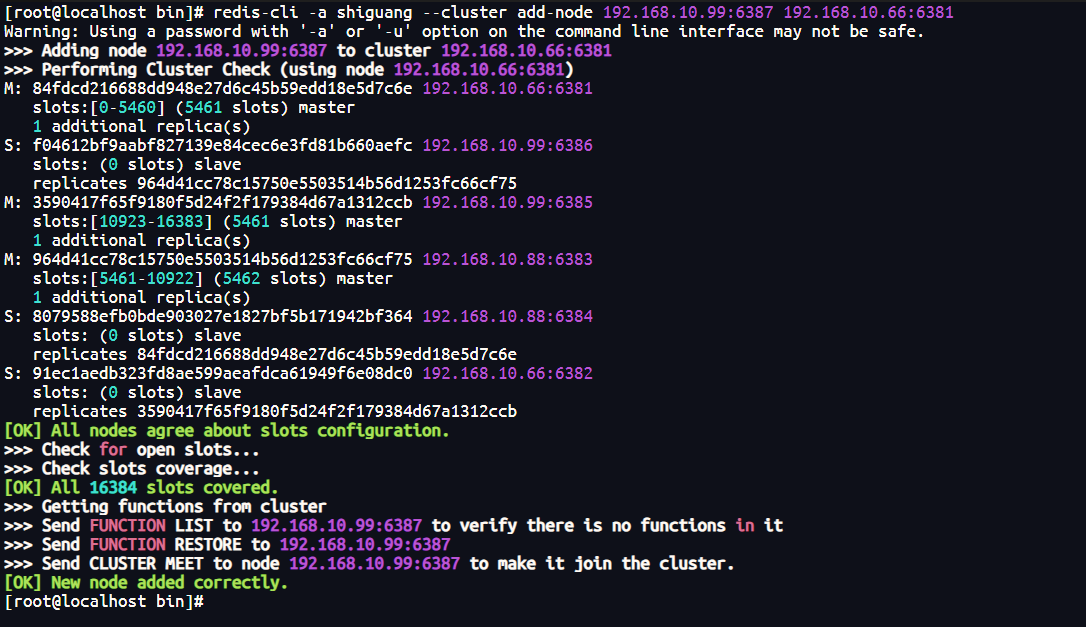 [root@localhost bin]# redis-cli -a shiguang --cluster add-node 192.168.10.99:6387 192.168.10.66:6381
Warning: Using a password with '-a' or '-u' option on the command line interface may not be safe.
>>> Adding node 192.168.10.99:6387 to cluster 192.168.10.66:6381
>>> Performing Cluster Check (using node 192.168.10.66:6381)
M: 84fdcd216688dd948e27d6c45b59edd18e5d7c6e 192.168.10.66:6381
   slots:[0-5460] (5461 slots) master
   1 additional replica(s)
S: f04612bf9aabf827139e84cec6e3fd81b660aefc 192.168.10.99:6386
   slots: (0 slots) slave
   replicates 964d41cc78c15750e5503514b56d1253fc66cf75
M: 3590417f65f9180f5d24f2f179384d67a1312ccb 192.168.10.99:6385
   slots:[10923-16383] (5461 slots) master
   1 additional replica(s)
M: 964d41cc78c15750e5503514b56d1253fc66cf75 192.168.10.88:6383
   slots:[5461-10922] (5462 slots) master
   1 additional replica(s)
S: 8079588efb0bde903027e1827bf5b171942bf364 192.168.10.88:6384
   slots: (0 slots) slave
   replicates 84fdcd216688dd948e27d6c45b59edd18e5d7c6e
S: 91ec1aedb323fd8ae599aeafdca61949f6e08dc0 192.168.10.66:6382
   slots: (0 slots) slave
   replicates 3590417f65f9180f5d24f2f179384d67a1312ccb
[OK] All nodes agree about slots configuration.
>>> Check for open slots...
>>> Check slots coverage...
[OK] All 16384 slots covered.
>>> Getting functions from cluster
>>> Send FUNCTION LIST to 192.168.10.99:6387 to verify there is no functions in it
>>> Send FUNCTION RESTORE to 192.168.10.99:6387
>>> Send CLUSTER MEET to node 192.168.10.99:6387 to make it join the cluster.
[OK] New node added correctly.
[root@localhost bin]#